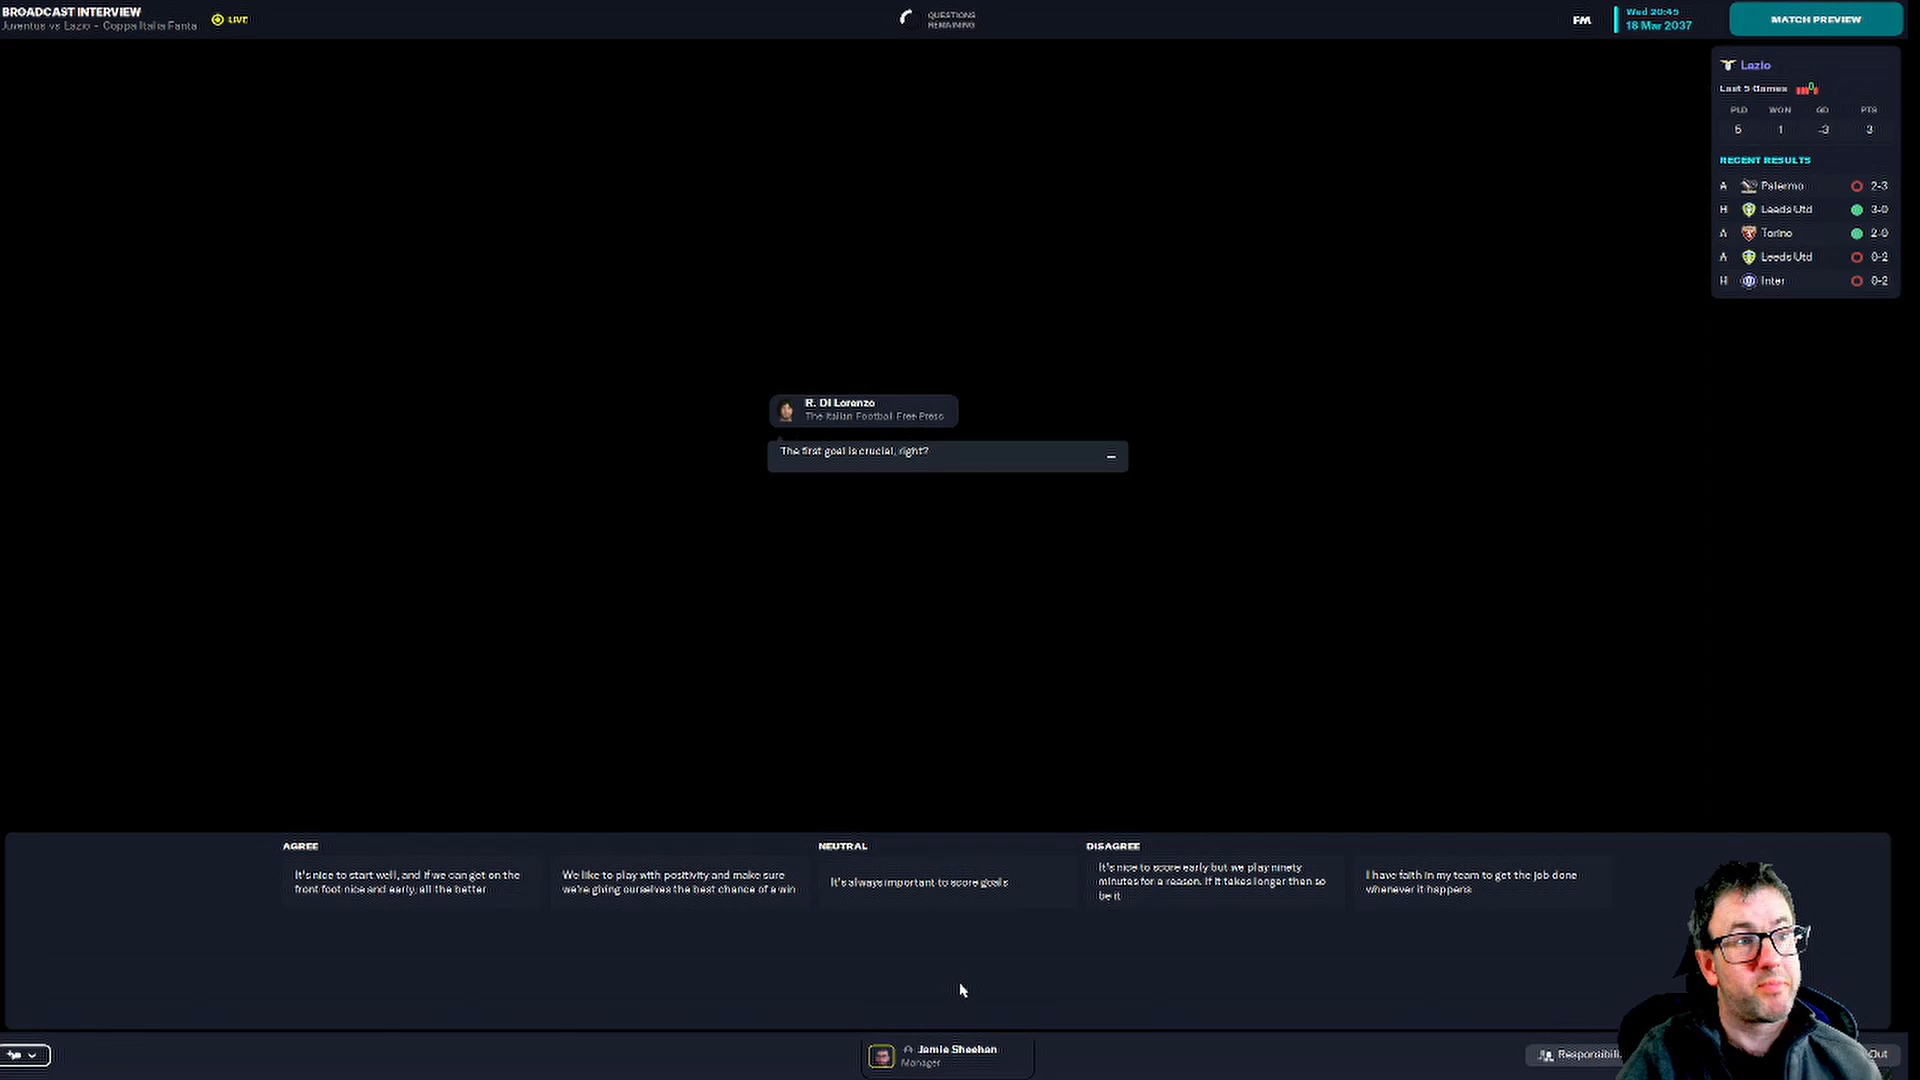 BROADCAST INTERVIEW
Juventus vs Lazio - Coppa Italia Fanta
LIVE
QUESTIONS
REMAINING
FM
Wed 20:45
18 Mar 2037
MATCH PREVIEW
Lazio
Last 5 Games
PLD WON GD PTS
5 1 -3 3
RECENT RESULTS
A Palermo 2-3
H Leeds Utd 3-0
A Torino 2-0
A Leeds Utd 0-2
H Inter 0-2
R. Di Lorenzo
The Italian Football Free Press
The first goal is crucial, right?
AGREE
It's nice to start well, and if we can get on the
front foot nice and early, all the better
We like to play with positivity and make sure
we're giving ourselves the best chance of a win
NEUTRAL
It's always important to score goals
DISAGREE
It's nice to score early but we play ninety
minutes for a reason. If it takes longer then so
be it
I have faith in my team to get the job done
whenever it happens
Jamie Sheehan
Manager
Responsibili
Out